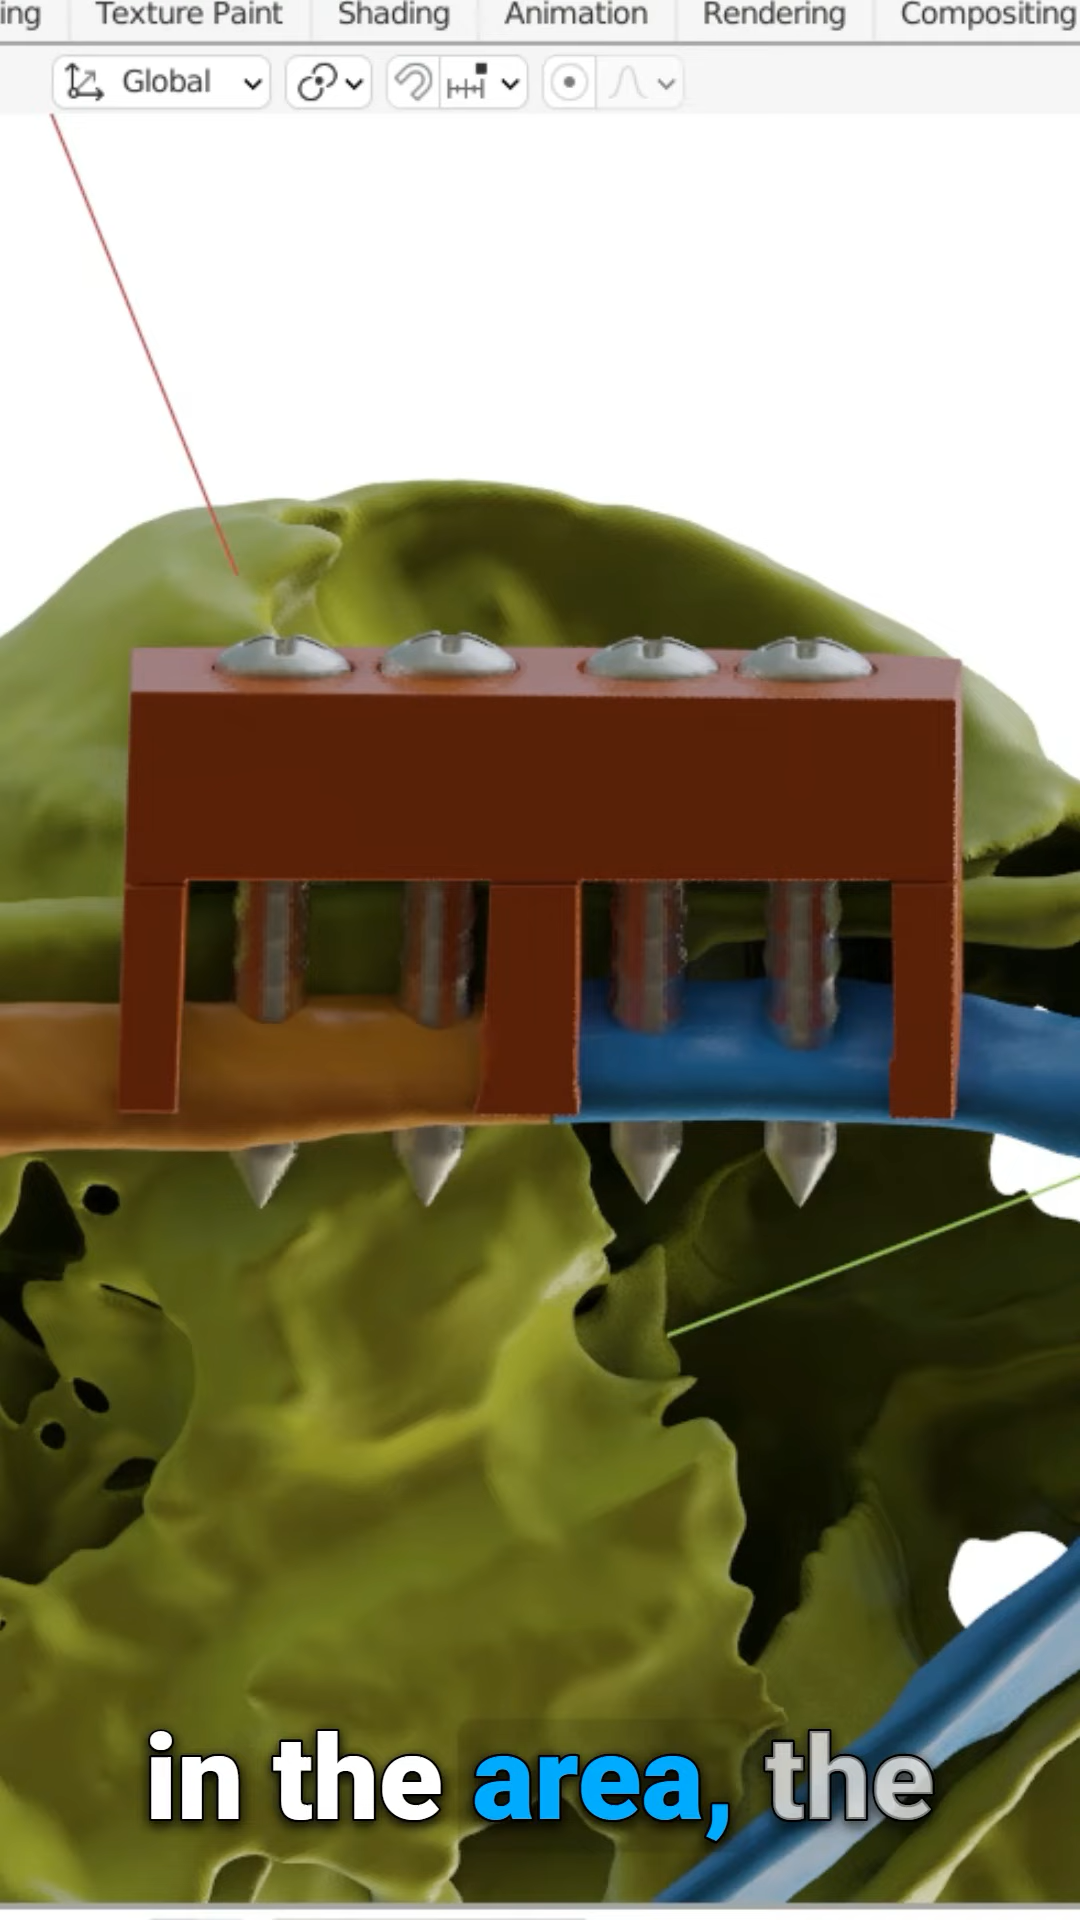 ing Texture Paint Shading Animation Rendering Compositing
Global
in the area, the